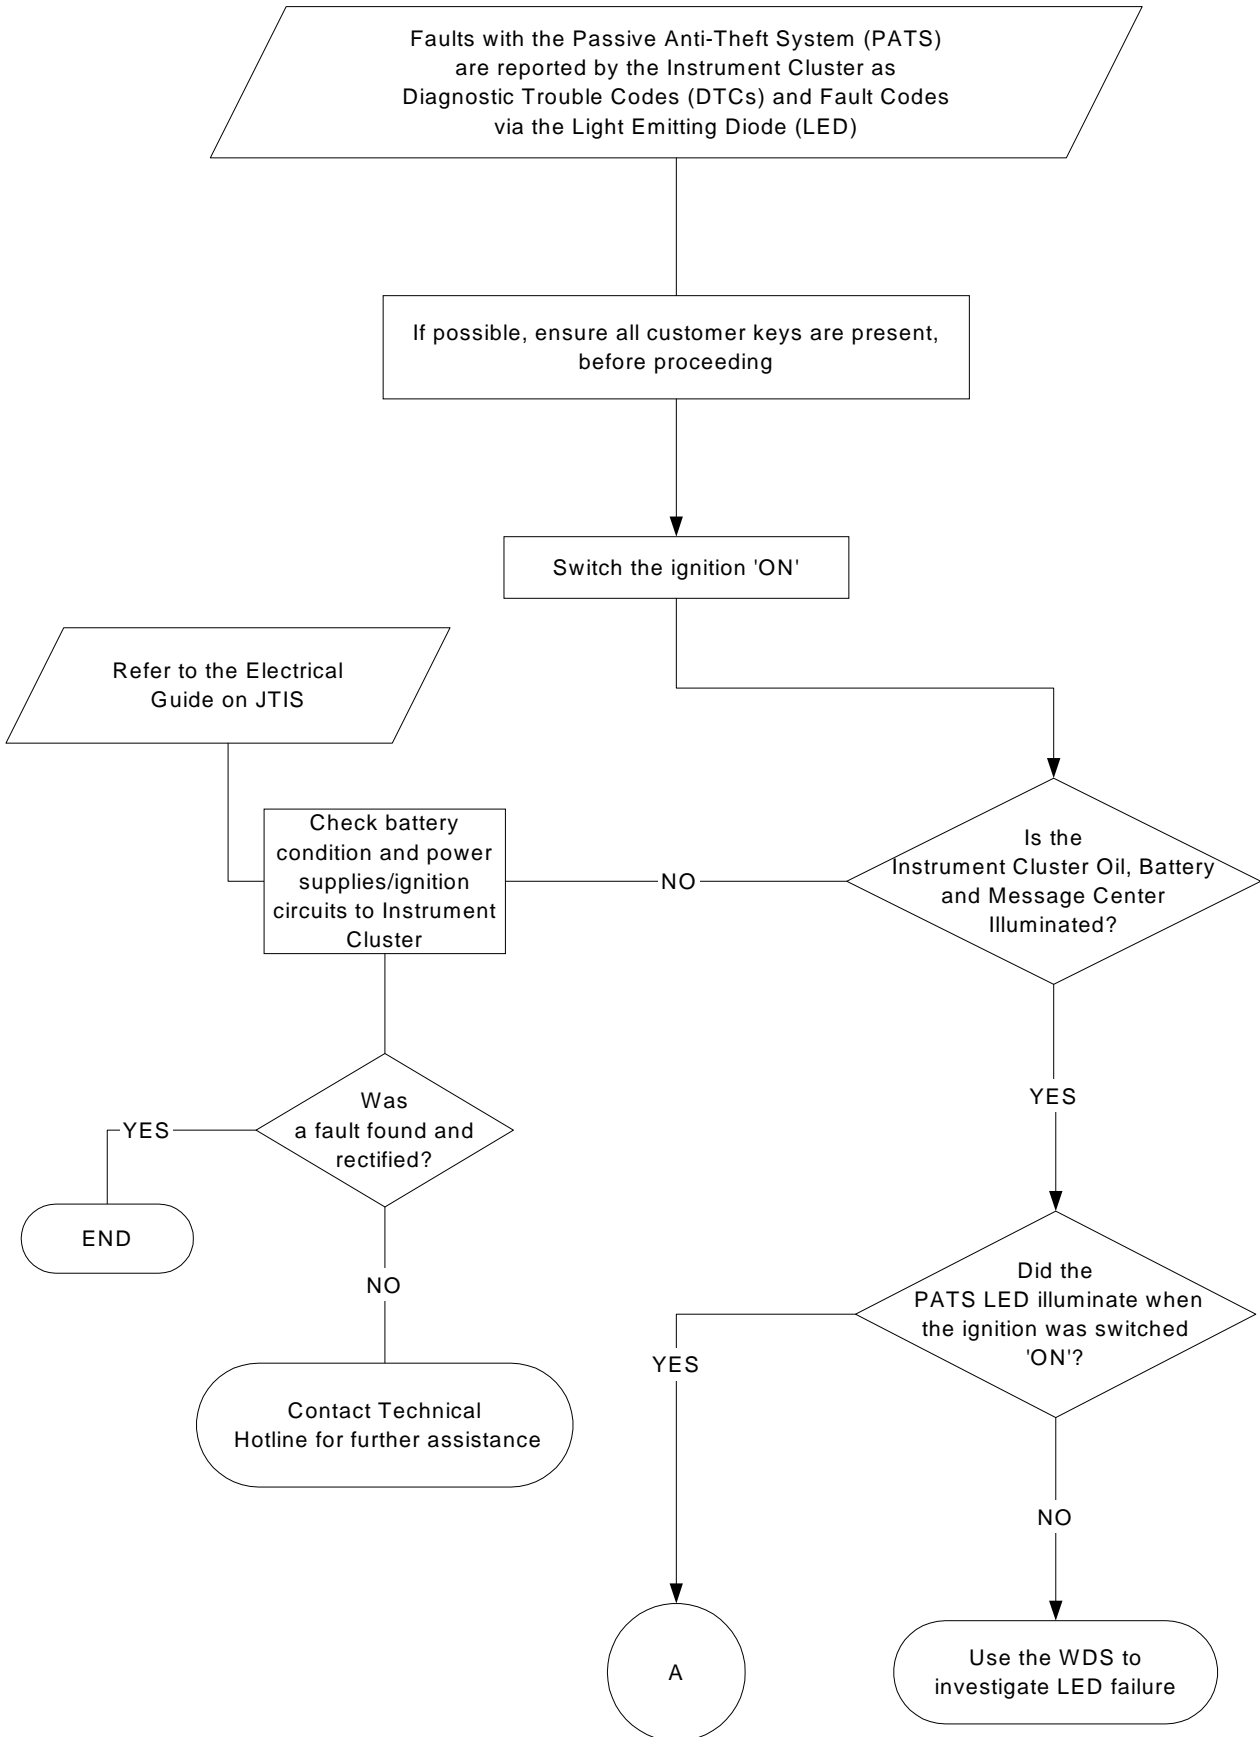 Faults with the Passive Anti-Theft System (PATS)
are reported by the Instrument Cluster as
Diagnostic Trouble Codes (DTCs) and Fault Codes
via the Light Emitting Diode (LED)
If possible, ensure all customer keys are present,
before proceeding
Switch the ignition 'ON'
Refer to the Electrical
Guide on JTIS
Check battery
condition and power
supplies/ignition
circuits to Instrument
Cluster
NO
Is the
Instrument Cluster Oil, Battery
and Message Center
Illuminated?
YES
Was
a fault found and
rectified?
YES
END
NO
Contact Technical
Hotline for further assistance
Did the
PATS LED illuminate when
the ignition was switched
'ON'?
YES
NO
A
Use the WDS to
investigate LED failure